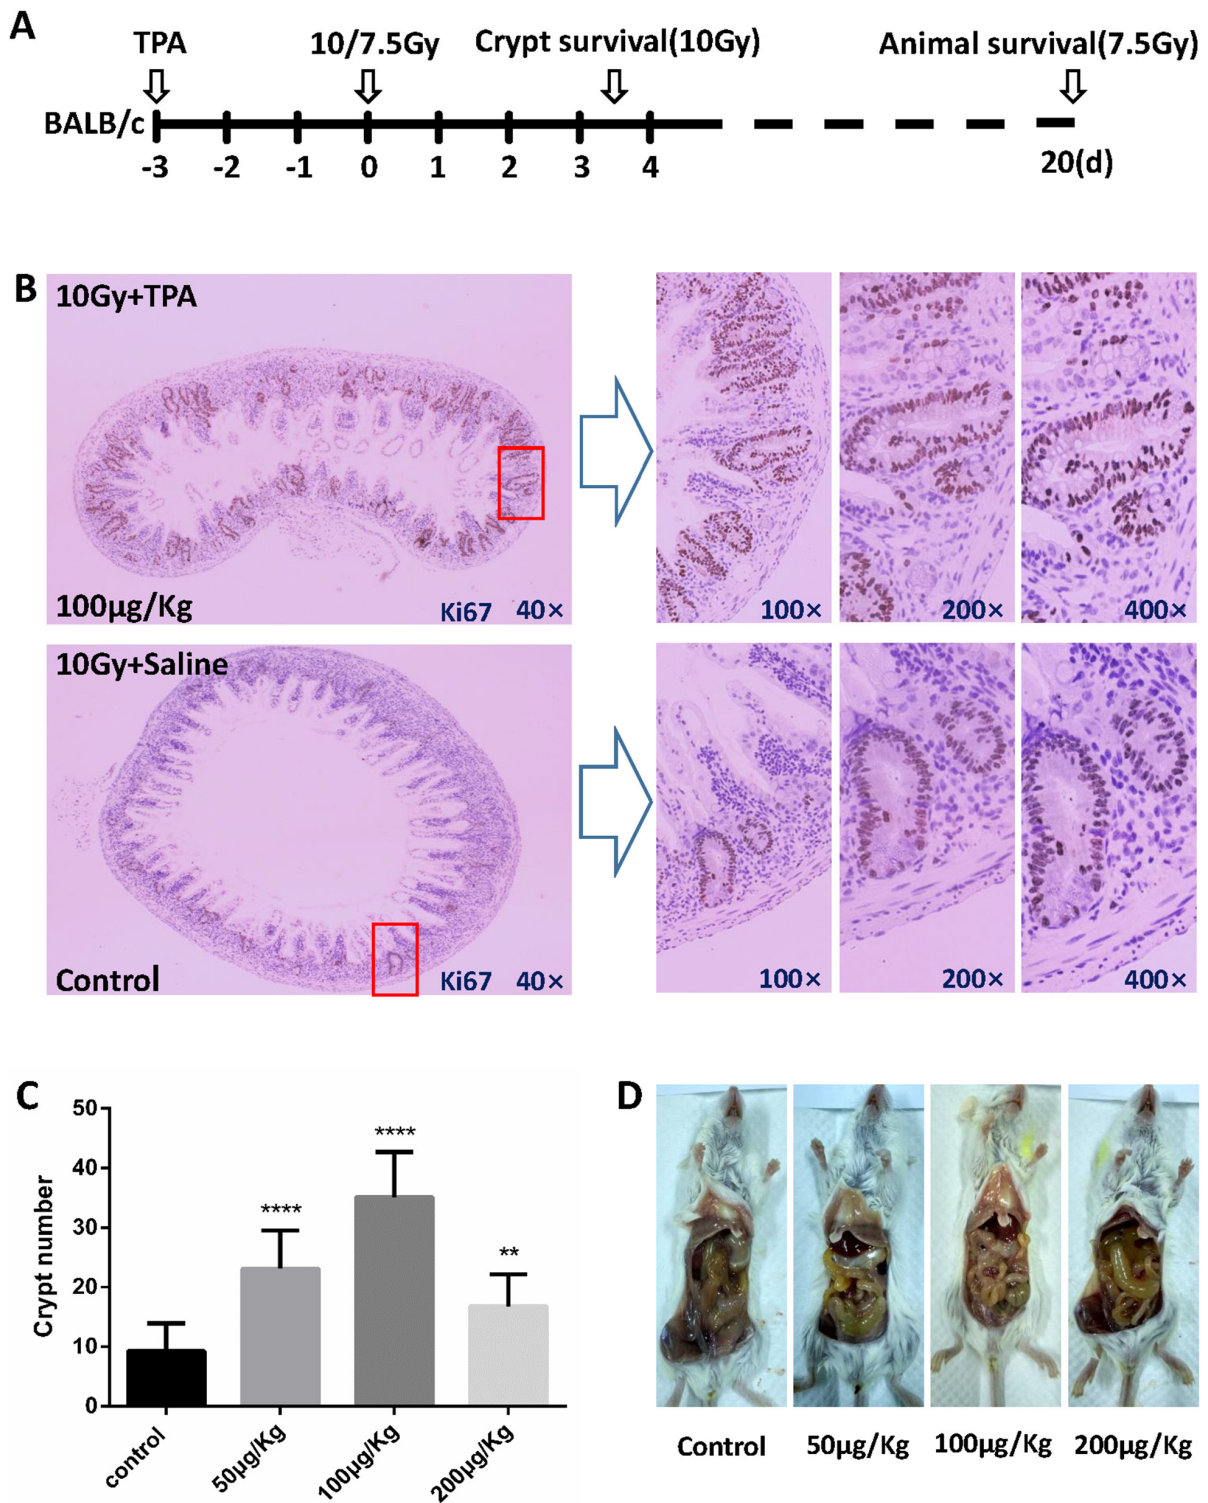 A
TPA
10/7.5Gy
Crypt survival(10Gy)
Animal survival(7.5Gy)
BALB/c
-3 -2 -1 0 1 2 3 4 20(d)
B
10Gy+TPA
100µg/Kg
Ki67 40×
100×
200×
400×
10Gy+Saline
Control
Ki67 40×
100×
200×
400×
C
Crypt number
50
40
30
20
10
0
****
****
**
control
50µg/Kg
100µg/Kg
200µg/Kg
D
Control
50µg/Kg
100µg/Kg
200µg/Kg